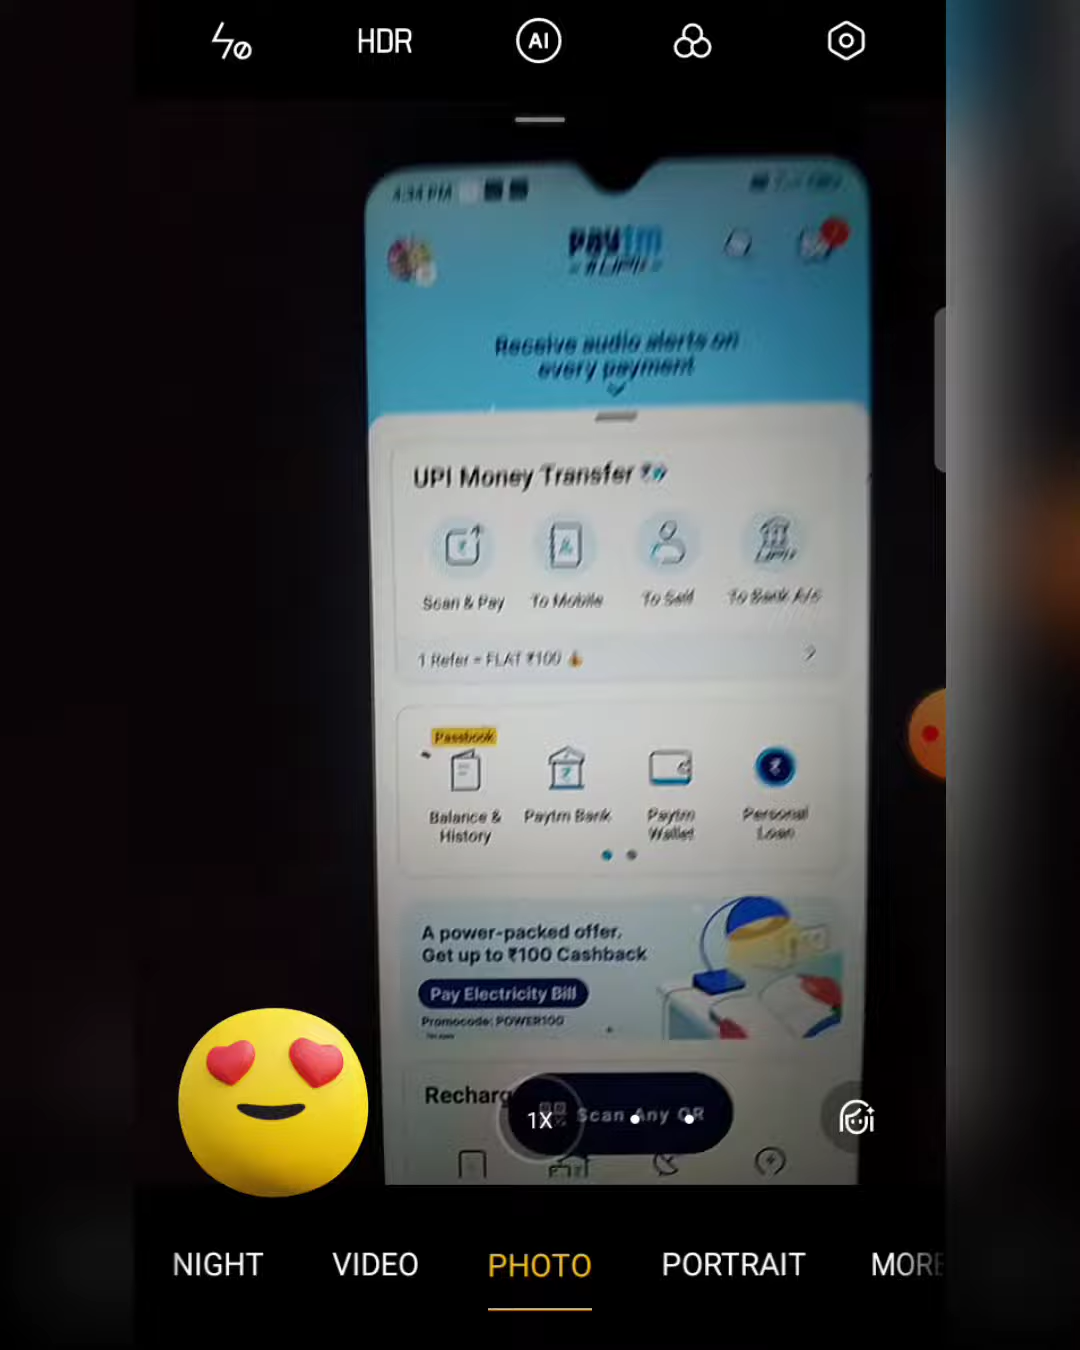 HDR
AI
4:34 PM
paytm
Receive audio alerts on
every payment
UPI Money Transfer
Scan & Pay
To Mobile
To Self
To Bank A/c
1 Refer = FLAT ₹100
Passbook
Balance &
History
Paytm Bank
Paytm
Wallet
Personal
Loan
A power-packed offer.
Get up to ₹100 Cashback
Pay Electricity Bill
Promocode: POWER100
Recharg
1X
Scan Any QR
NIGHT
VIDEO
PHOTO
PORTRAIT
MORE